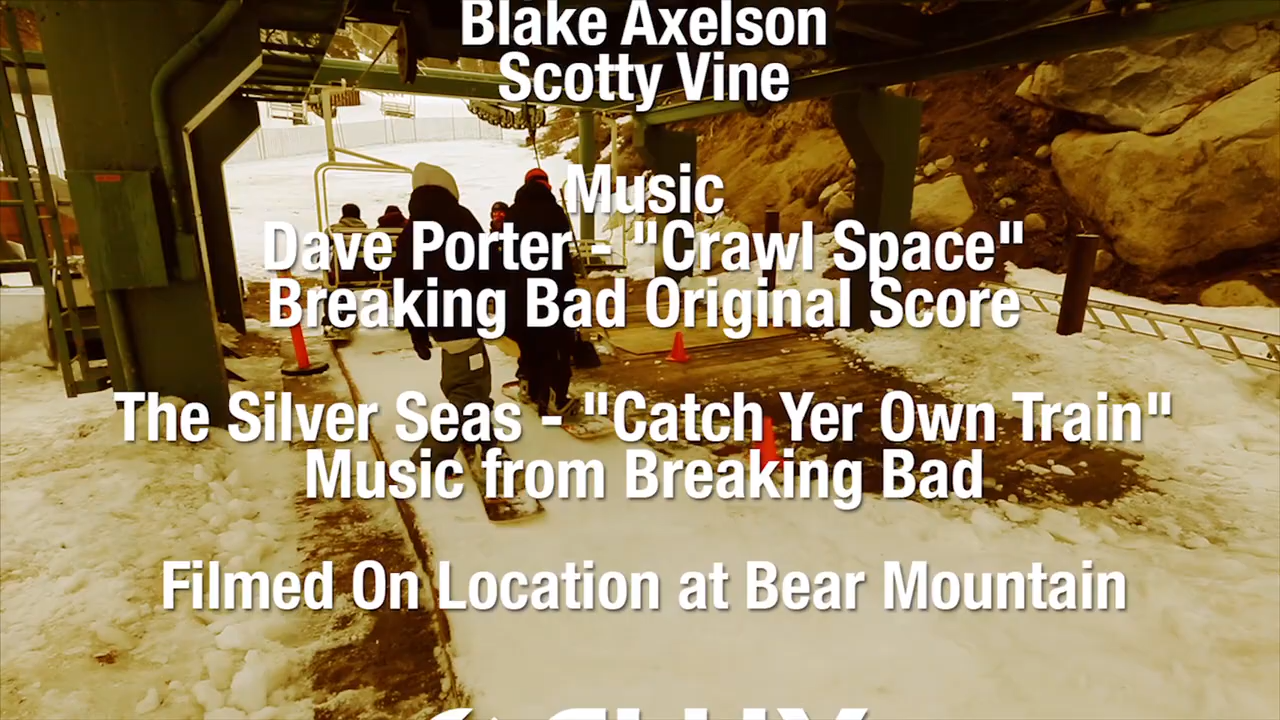 Blake Axelson
Scotty Vine
Music
Dave Porter - "Crawl Space"
Breaking Bad Original Score
The Silver Seas - "Catch Yer Own Train"
Music from Breaking Bad
Filmed On Location at Bear Mountain